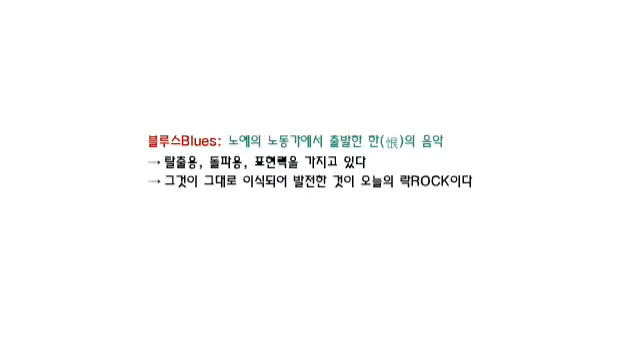 블루스Blues: 노예의 노동가에서 출발한 한(恨)의 음악
→ 탈출용, 돌파용, 표현력을 가지고 있다
→ 그것이 그대로 이식되어 발전한 것이 오늘의 락ROCK이다